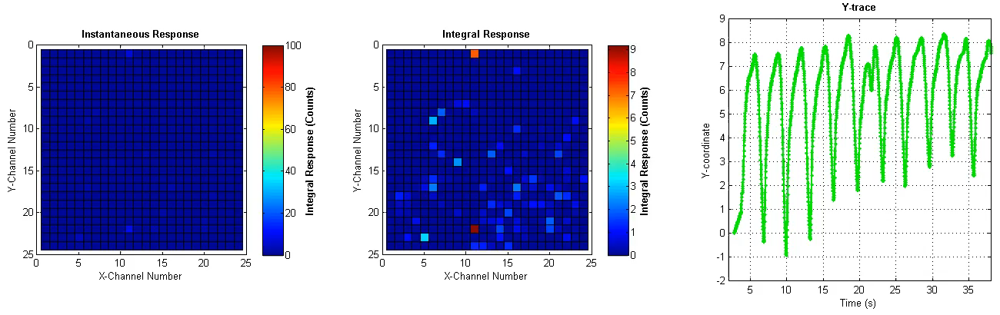 Instantaneous Response
0
5
10
15
20
25
Y-Channel Number
0 5 10 15 20 25
X-Channel Number
100
80
60
40
20
0
Integral Response (Counts)
Integral Response
0
5
10
15
20
25
Y-Channel Number
0 5 10 15 20 25
X-Channel Number
9
8
7
6
5
4
3
2
1
0
Integral Response (Counts)
Y-trace
9
8
7
6
5
4
3
2
1
0
-1
-2
Y-coordinate
5 10 15 20 25 30 35
Time (s)